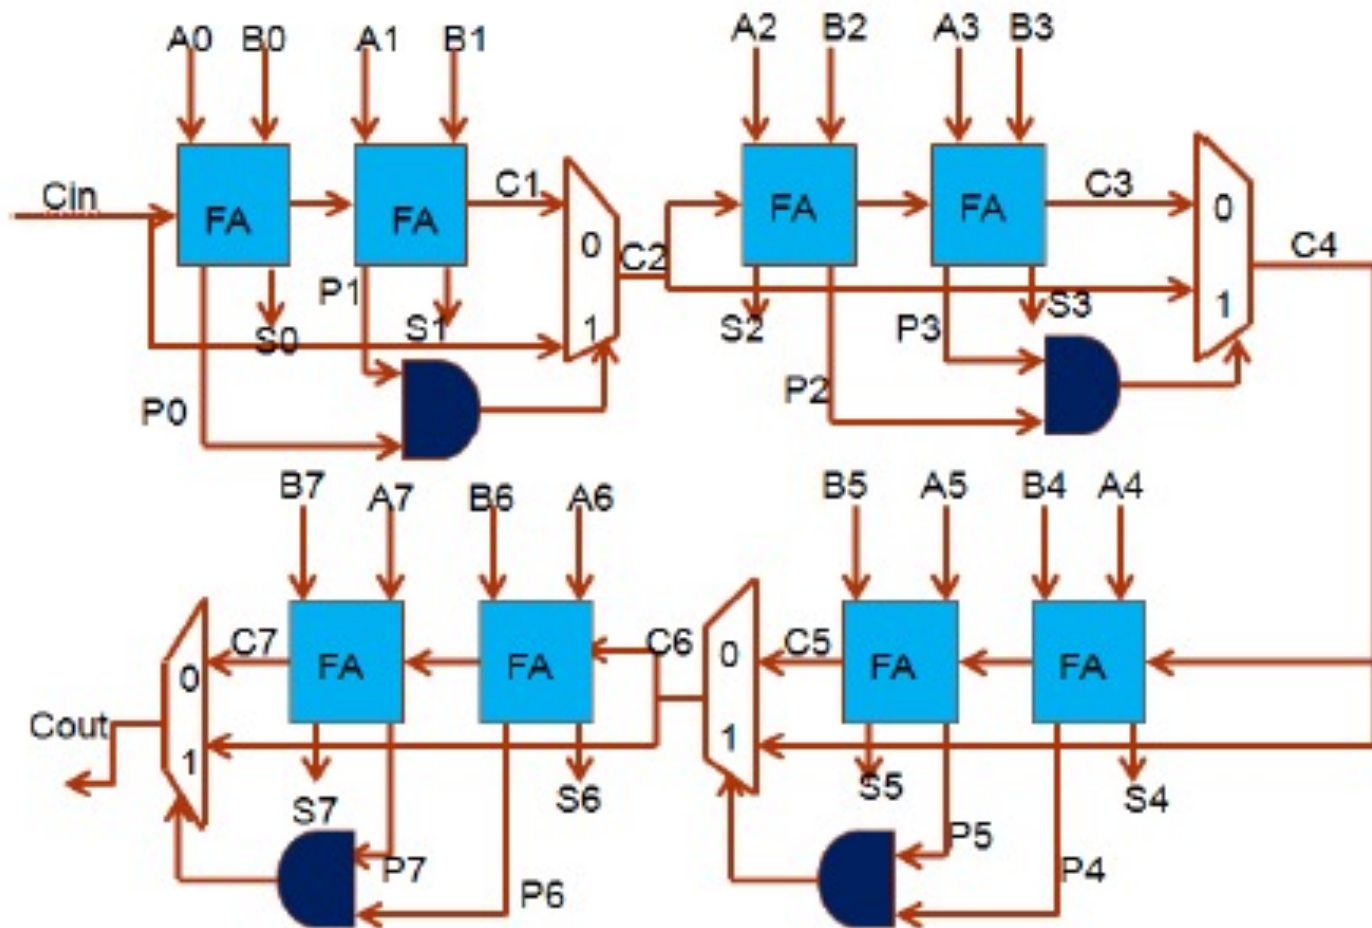 A0 B0 A1 B1 A2 B2 A3 B3
Cin FA FA C1 0 1 C2 FA FA C3 0 1 C4
P1 S0 S1 S2 P3 S3
P0 P2
B7 A7 B6 A6 B5 A5 B4 A4
Cout 0 1 C7 FA FA C6 0 1 C5 FA FA
S7 S6 S5 S4
P7 P6 P5 P4